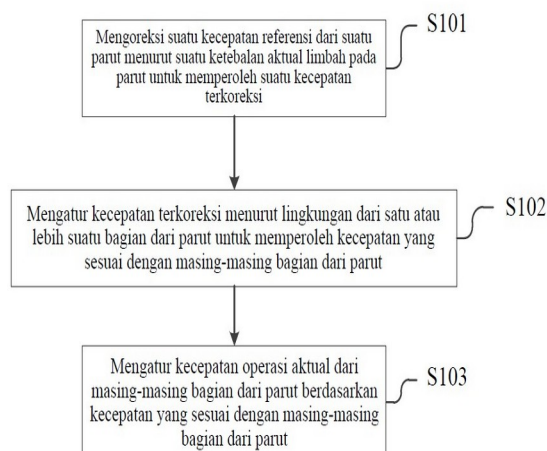 Mengoreksi suatu kecepatan referensi dari suatu
parut menurut suatu ketebalan aktual limbah pada
parut untuk memperoleh suatu kecepatan
terkoreksi
S101
Mengatur kecepatan terkoreksi menurut lingkungan dari satu atau
lebih suatu bagian dari parut untuk memperoleh kecepatan yang
sesuai dengan masing-masing bagian dari parut
S102
Mengatur kecepatan operasi aktual dari
masing-masing bagian dari parut berdasarkan
kecepatan yang sesuai dengan masing-masing
bagian dari parut
S103